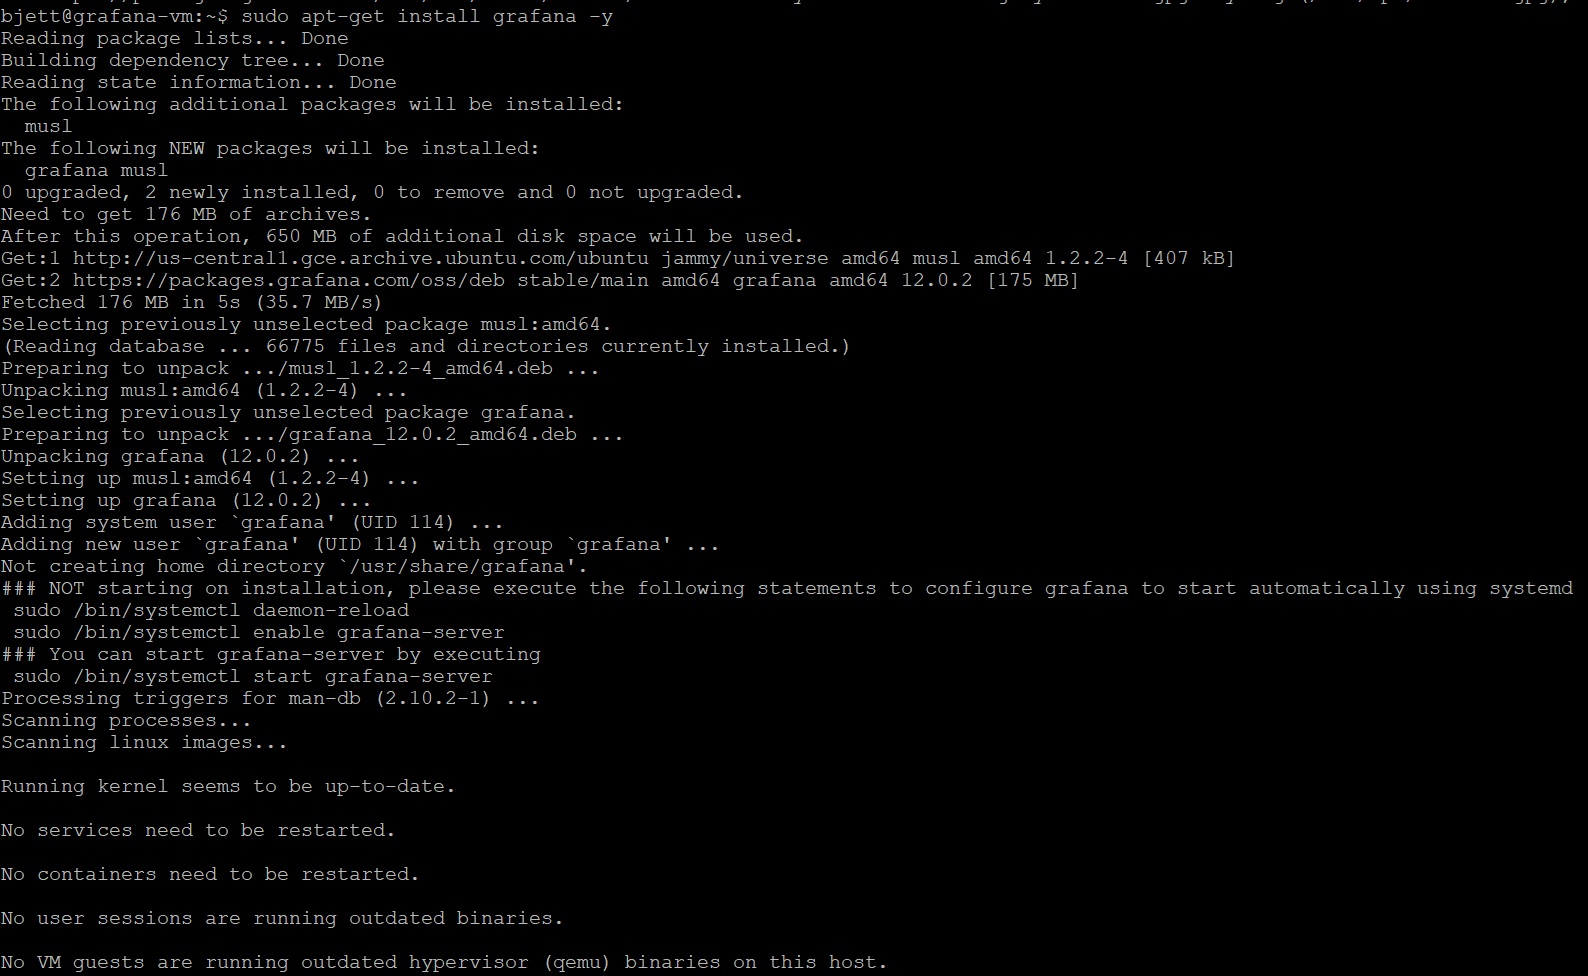 bjett@grafana-vm:~$ sudo apt-get install grafana -y
Reading package lists... Done
Building dependency tree... Done
Reading state information... Done
The following additional packages will be installed:
  musl
The following NEW packages will be installed:
  grafana musl
0 upgraded, 2 newly installed, 0 to remove and 0 not upgraded.
Need to get 176 MB of archives.
After this operation, 650 MB of additional disk space will be used.
Get:1 http://us-central1.gce.archive.ubuntu.com/ubuntu jammy/universe amd64 musl amd64 1.2.2-4 [407 kB]
Get:2 https://packages.grafana.com/oss/deb stable/main amd64 grafana amd64 12.0.2 [175 MB]
Fetched 176 MB in 5s (35.7 MB/s)
Selecting previously unselected package musl:amd64.
(Reading database ... 66775 files and directories currently installed.)
Preparing to unpack .../musl_1.2.2-4_amd64.deb ...
Unpacking musl:amd64 (1.2.2-4) ...
Selecting previously unselected package grafana.
Preparing to unpack .../grafana_12.0.2_amd64.deb ...
Unpacking grafana (12.0.2) ...
Setting up musl:amd64 (1.2.2-4) ...
Setting up grafana (12.0.2) ...
Adding system user `grafana' (UID 114) ...
Adding new user `grafana' (UID 114) with group `grafana' ...
Not creating home directory `/usr/share/grafana'.
### NOT starting on installation, please execute the following statements to configure grafana to start automatically using systemd
 sudo /bin/systemctl daemon-reload
 sudo /bin/systemctl enable grafana-server
### You can start grafana-server by executing
 sudo /bin/systemctl start grafana-server
Processing triggers for man-db (2.10.2-1) ...
Scanning processes...
Scanning linux images...
Running kernel seems to be up-to-date.
No services need to be restarted.
No containers need to be restarted.
No user sessions are running outdated binaries.
No VM guests are running outdated hypervisor (qemu) binaries on this host.